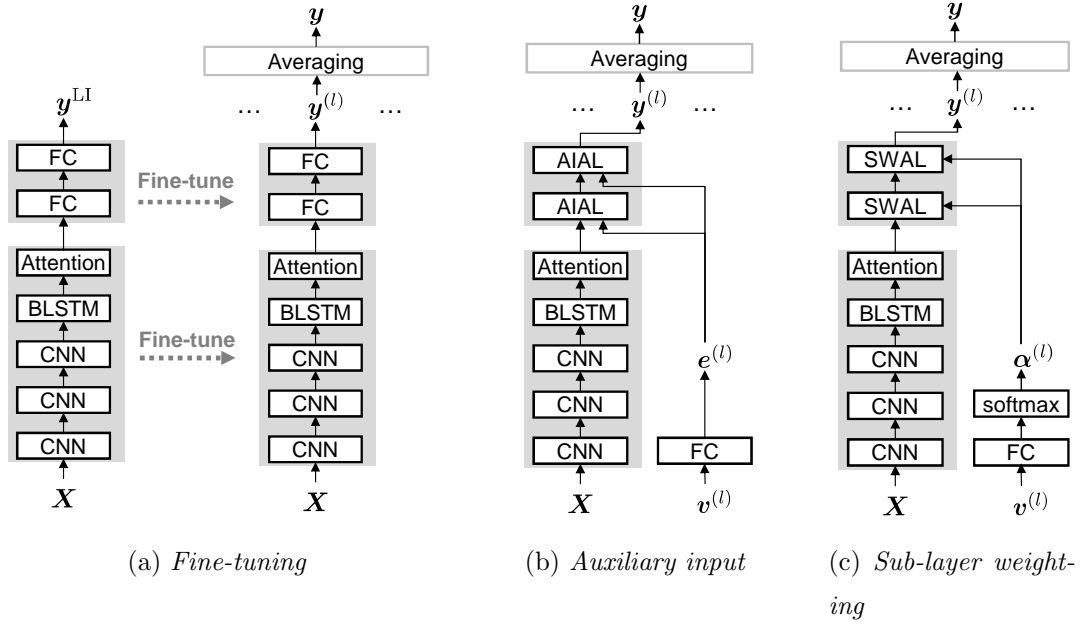 y^LI
FC
FC
Attention
BLSTM
CNN
CNN
CNN
X
Fine-tune
Fine-tune
y
Averaging
... y^(l) ...
FC
FC
Attention
BLSTM
CNN
CNN
CNN
X
(a) Fine-tuning
y
Averaging
... y^(l) ...
AIAL
AIAL
Attention
BLSTM
CNN
CNN
CNN
X
e^(l)
FC
v^(l)
(b) Auxiliary input
y
Averaging
... y^(l) ...
SWAL
SWAL
Attention
BLSTM
CNN
CNN
CNN
X
α^(l)
softmax
FC
v^(l)
(c) Sub-layer weight-
ing